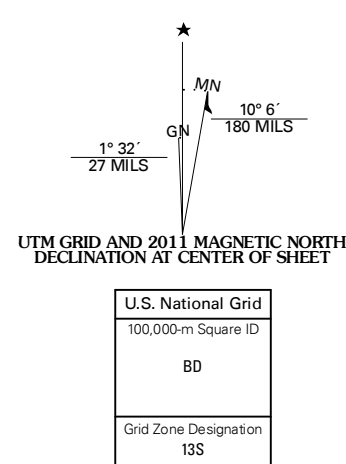 ★
MN
GN
10° 6´
180 MILS
1° 32´
27 MILS
UTM GRID AND 2011 MAGNETIC NORTH
DECLINATION AT CENTER OF SHEET
U.S. National Grid
100,000-m Square ID
BD
Grid Zone Designation
13S